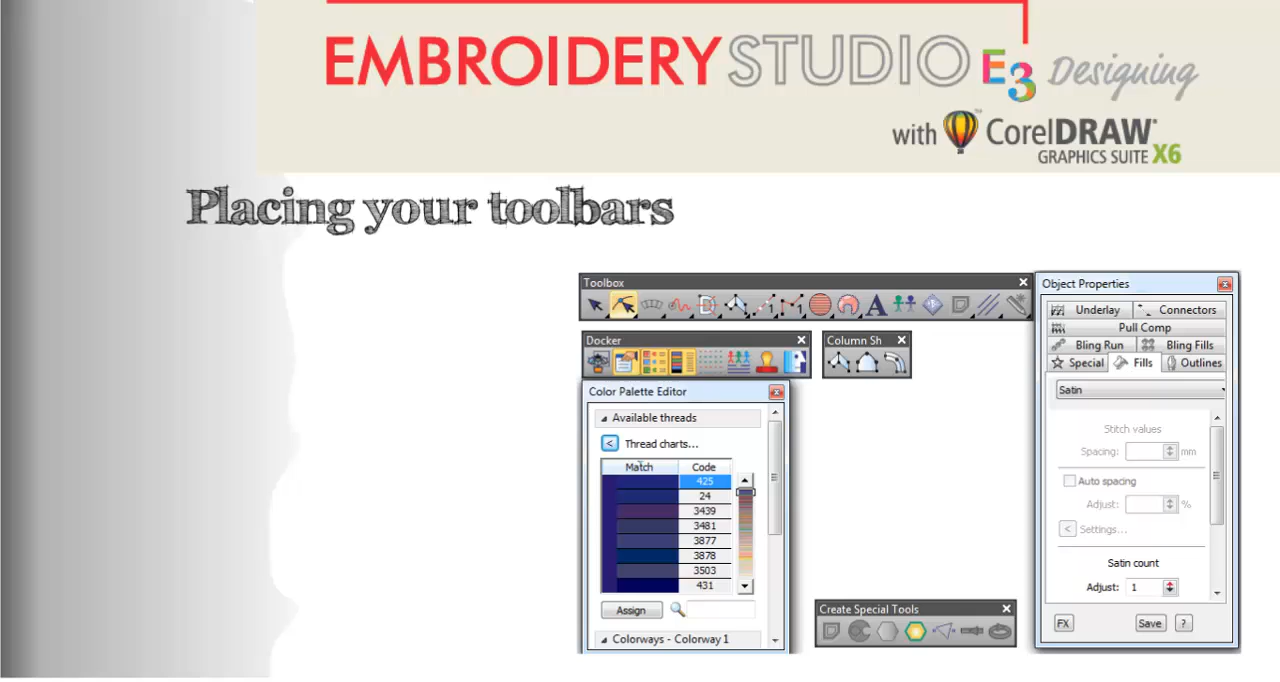 EMBROIDERYSTUDIO E3 Designing
with CorelDRAW
GRAPHICS SUITE X6
Placing your toolbars
Toolbox
Docker
Column Sh
Color Palette Editor
Available threads
< Thread charts...
Match Code
425
24
3439
3481
3877
3878
3503
431
Assign
Colorways - Colorway 1
Create Special Tools
Object Properties
Underlay Connectors
Pull Comp
Bling Run Bling Fills
Special Fills Outlines
Satin
Stitch values
Spacing: mm
Auto spacing
Adjust: %
< Settings...
Satin count
Adjust: 1
FX Save ?